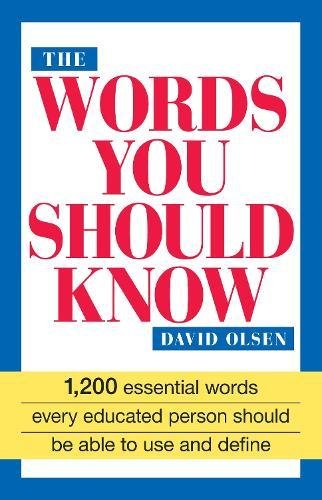 THE
WORDS
YOU
SHOULD
KNOW
DAVID OLSEN
1,200 essential words
every educated person should
be able to use and define